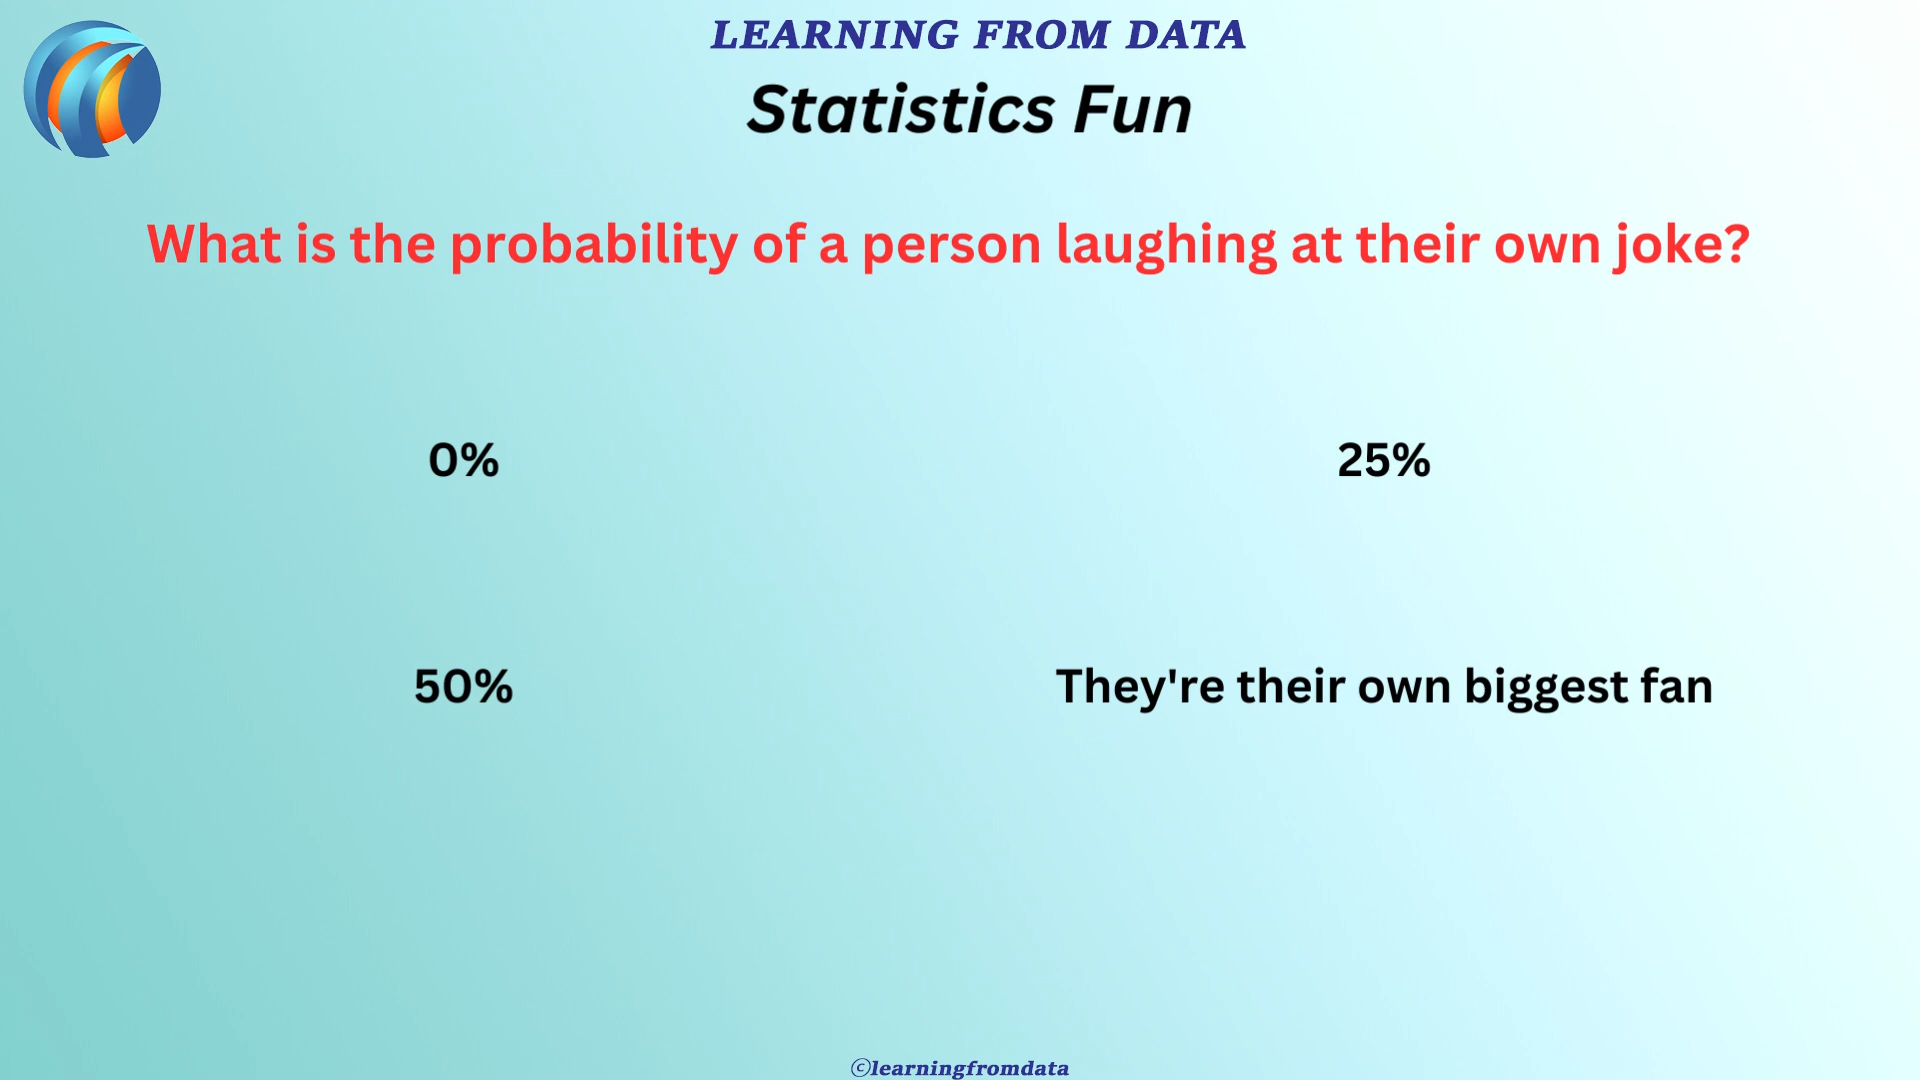 LEARNING FROM DATA
Statistics Fun
What is the probability of a person laughing at their own joke?
0%
25%
50%
They're their own biggest fan
©learningfromdata